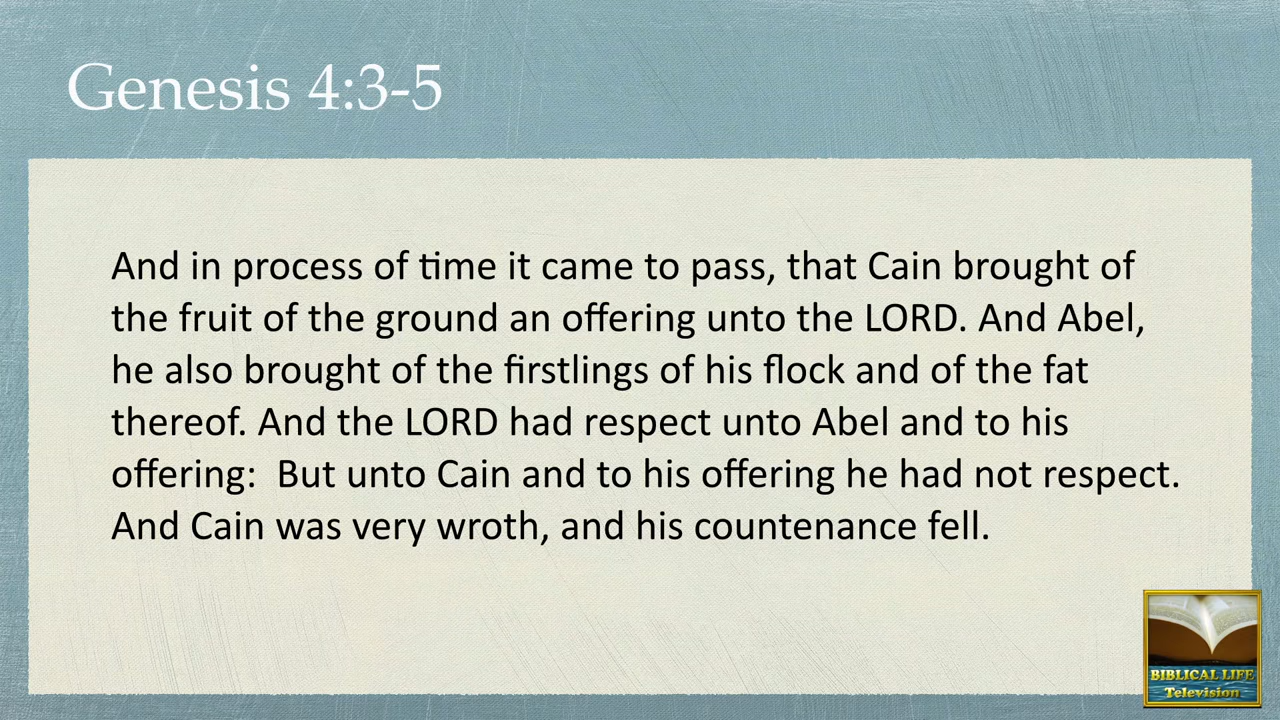 Genesis 4:3-5
And in process of time it came to pass, that Cain brought of
the fruit of the ground an offering unto the LORD. And Abel,
he also brought of the firstlings of his flock and of the fat
thereof. And the LORD had respect unto Abel and to his
offering:  But unto Cain and to his offering he had not respect.
And Cain was very wroth, and his countenance fell.
BIBLICAL LIFE
Television